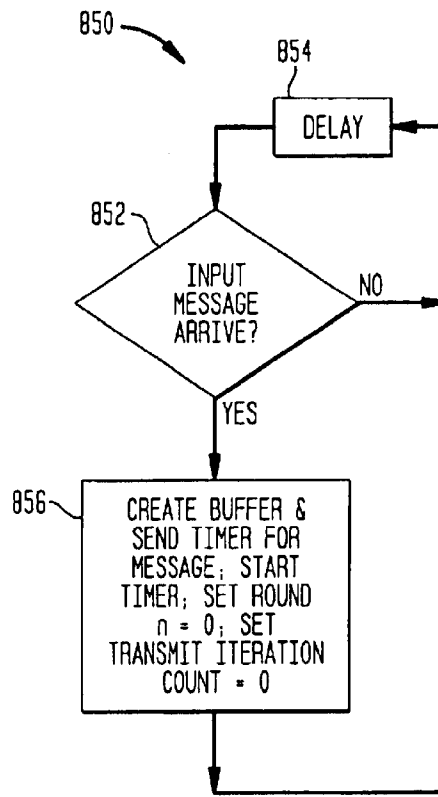 850
854
DELAY
852
INPUT
MESSAGE
ARRIVE?
NO
YES
856
CREATE BUFFER &
SEND TIMER FOR
MESSAGE; START
TIMER; SET ROUND
n = 0; SET
TRANSMIT ITERATION
COUNT = 0